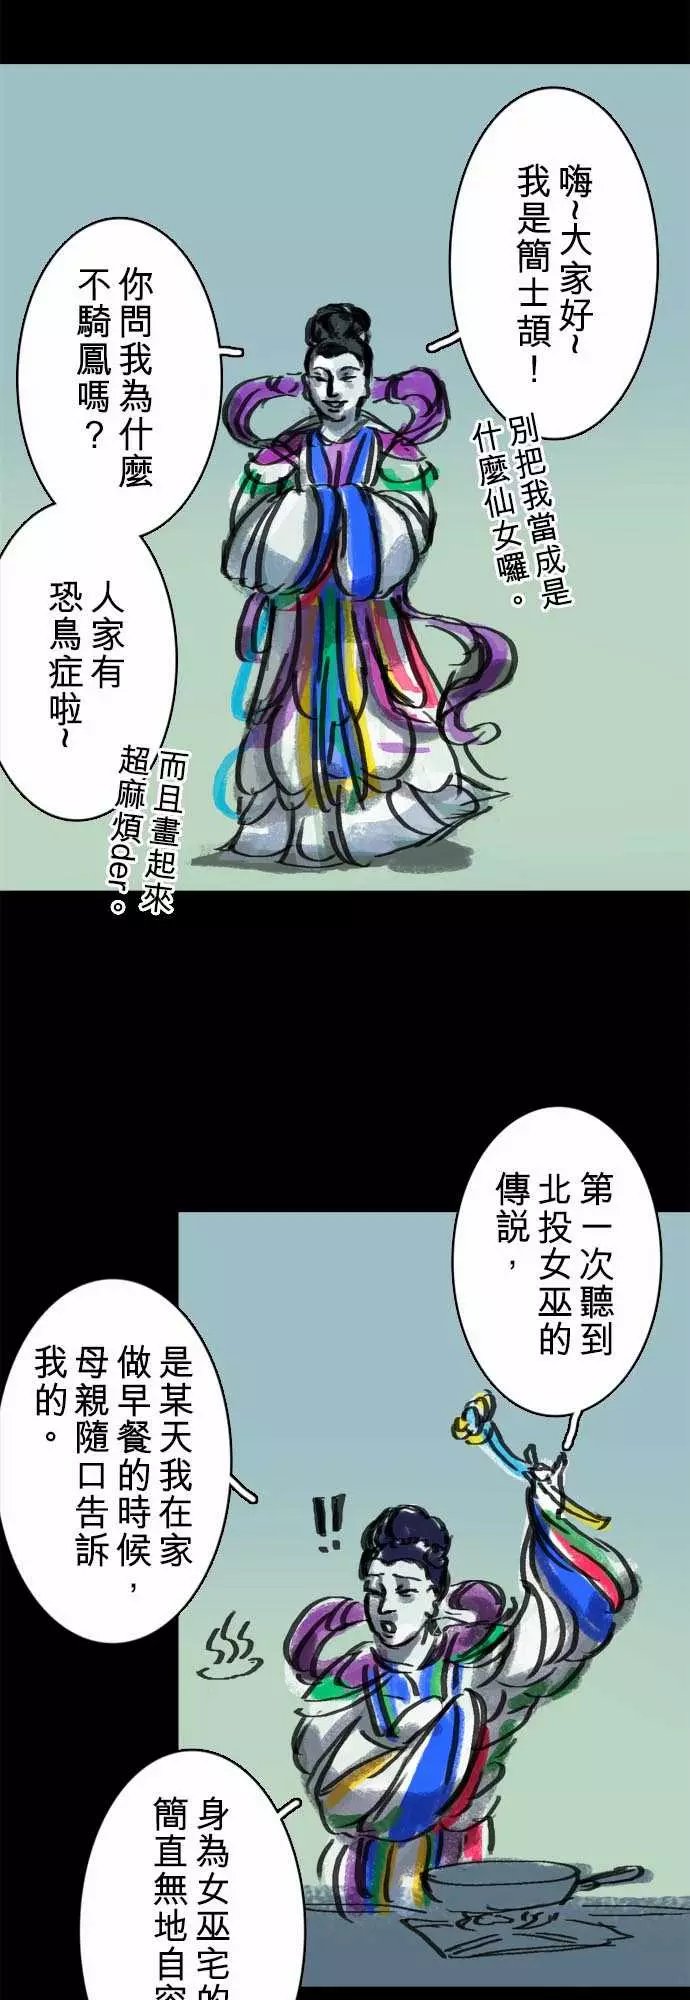 嗨~大家好~
我是簡士頡！
別把我當成是
什麼仙女囉。
你問我為什麼
不騎鳳嗎？
人家有
恐鳥症啦~
而且畫起來
超麻煩der。
第一次聽到
北投女巫的
傳說，
是某天我在家
做早餐的時候，
母親隨口告訴
我的。
!!
身為女巫宅的
簡直無地自容